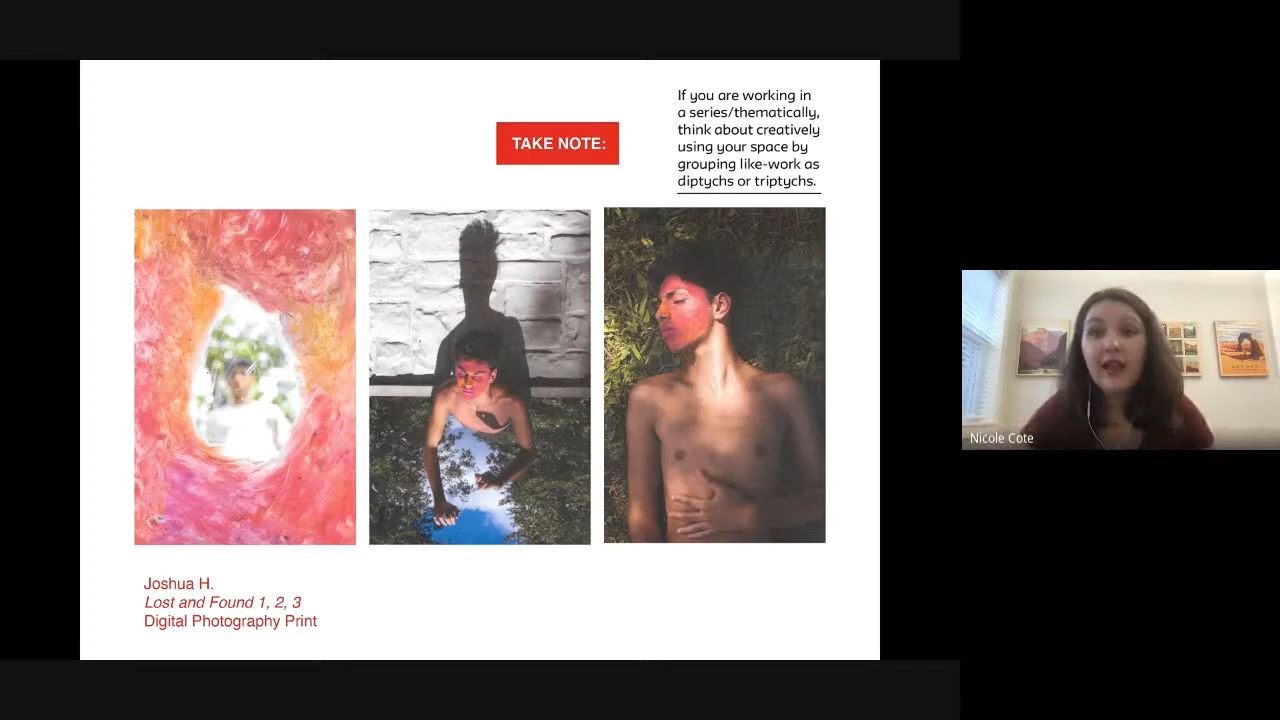 If you are working in
a series/thematically,
think about creatively
using your space by
grouping like-work as
diptychs or triptychs.
TAKE NOTE:
Joshua H.
Lost and Found 1, 2, 3
Digital Photography Print
Nicole Cote